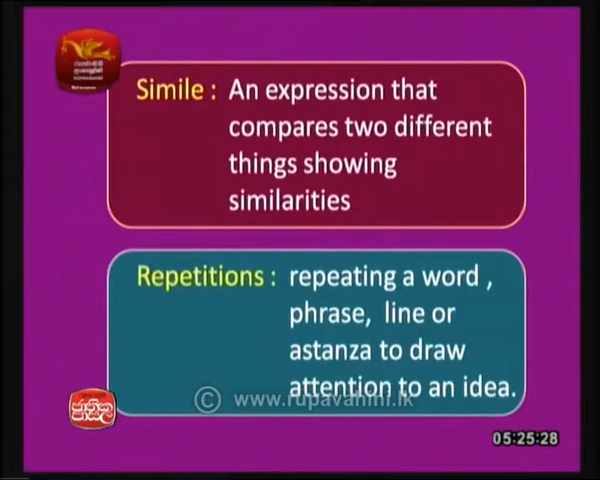 Simile : An expression that
compares two different
things showing
similarities
Repetitions : repeating a word ,
phrase, line or
astanza to draw
attention to an idea.
© www.rupavahini.lk
05:25:28